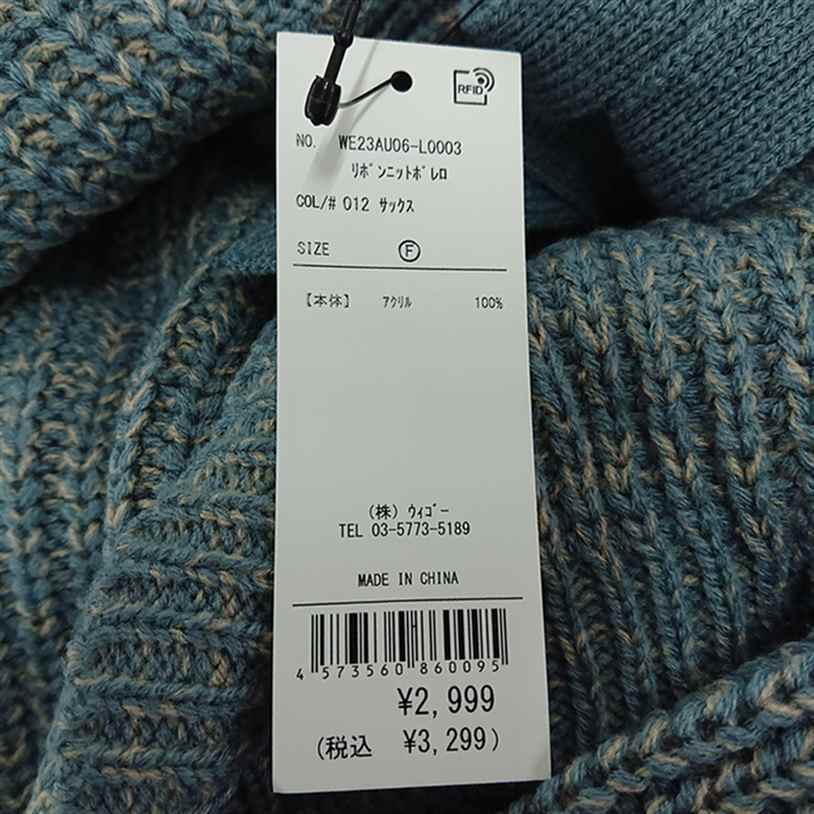 RFID
NO. WE23AU06-L0003
ﾘﾎﾞﾝﾆｯﾄﾎﾞﾚﾛ
COL/# 012 ｻｯｸｽ
SIZE Ⓕ
【本体】 ｱｸﾘﾙ 100%
(株) ｳｨｺﾞｰ
TEL 03-5773-5189
MADE IN CHINA
4 573560 860095
¥2,999
(税込 ¥3,299)